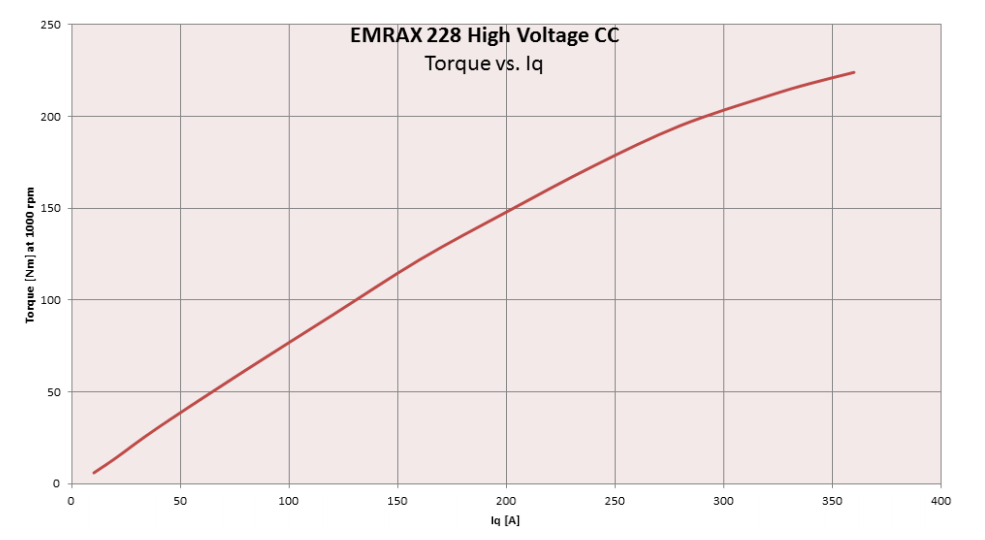 EMRAX 228 High Voltage CC
Torque vs. Iq
250
200
150
100
50
0
Torque [Nm] at 1000 rpm
0 50 100 150 200 250 300 350 400
Iq [A]